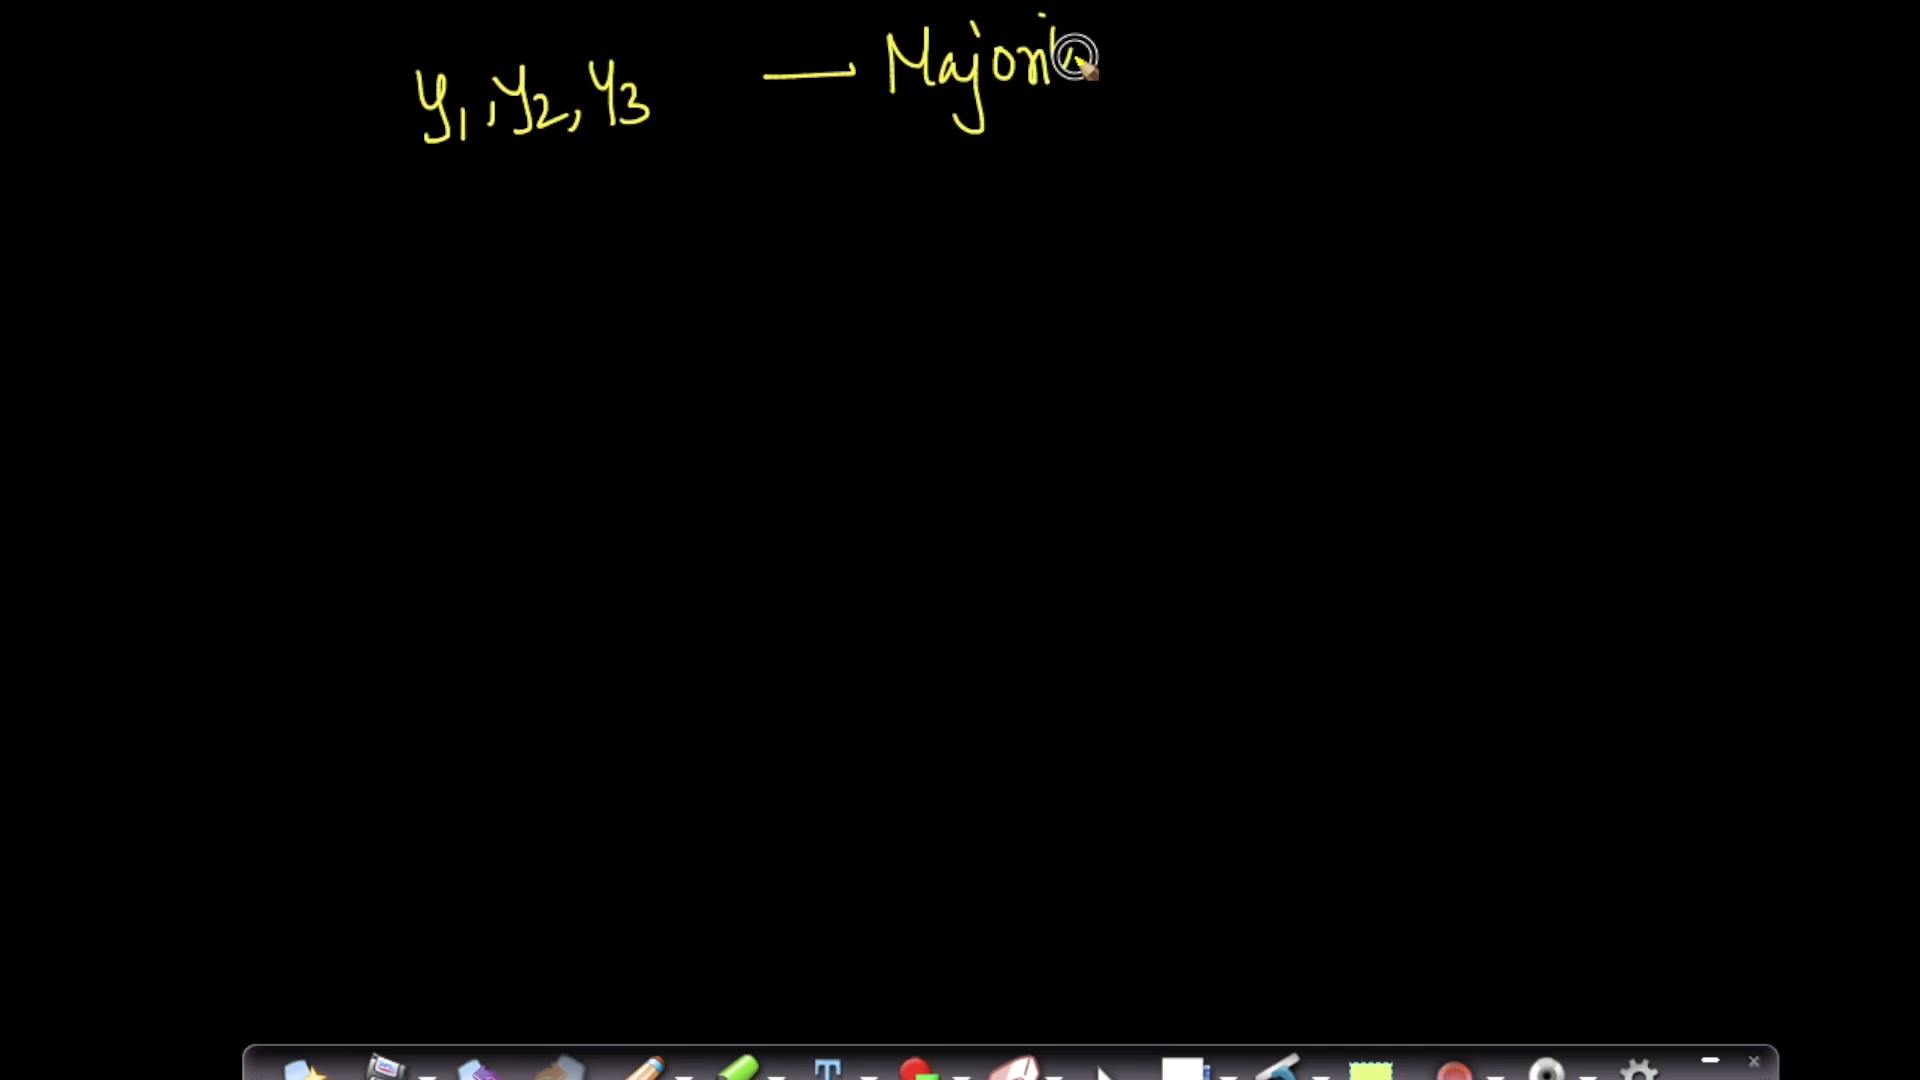 y1, y2, y3 — Majori